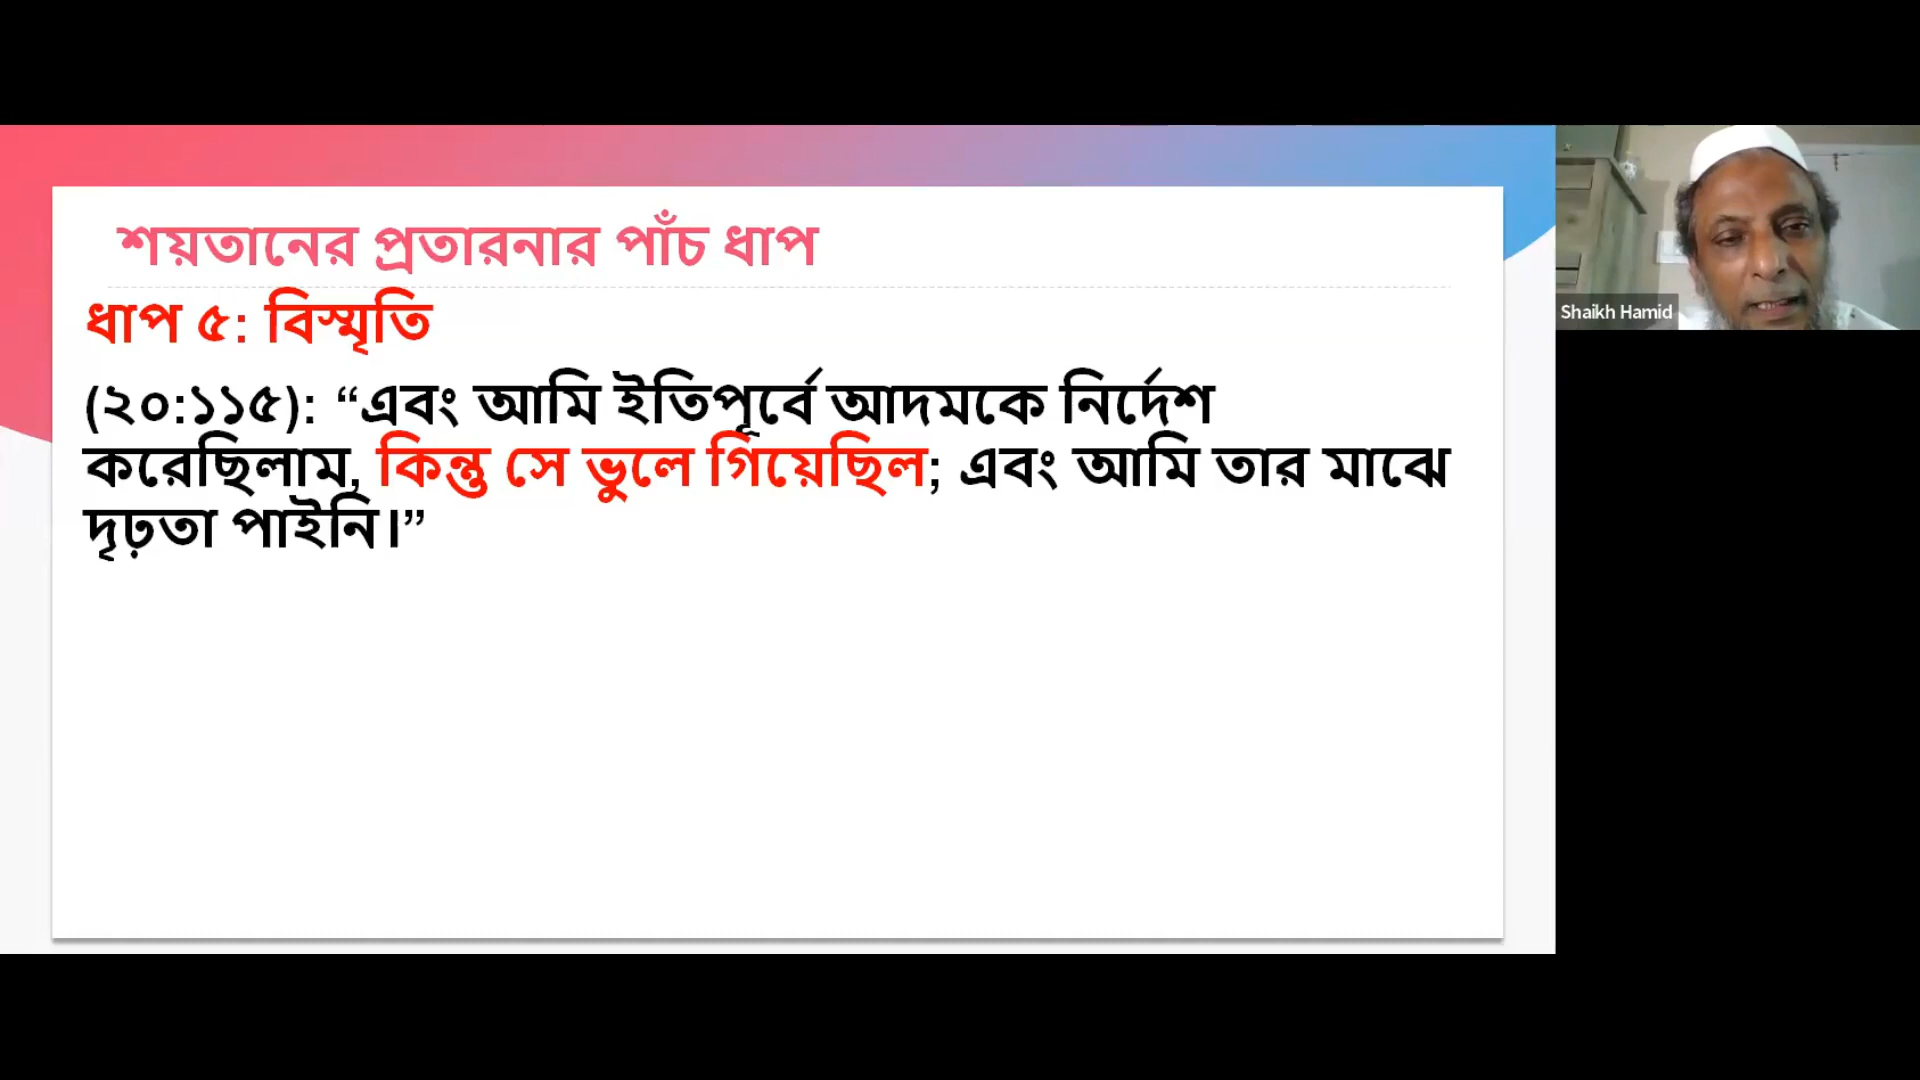 শয়তানের প্রতারনার পাঁচ ধাপ
ধাপ ৫: বিস্মৃতি
(২০:১১৫): “এবং আমি ইতিপূর্বে আদমকে নির্দেশ
করেছিলাম, কিন্তু সে ভুলে গিয়েছিল; এবং আমি তার মাঝে
দৃঢ়তা পাইনি।”
Shaikh Hamid